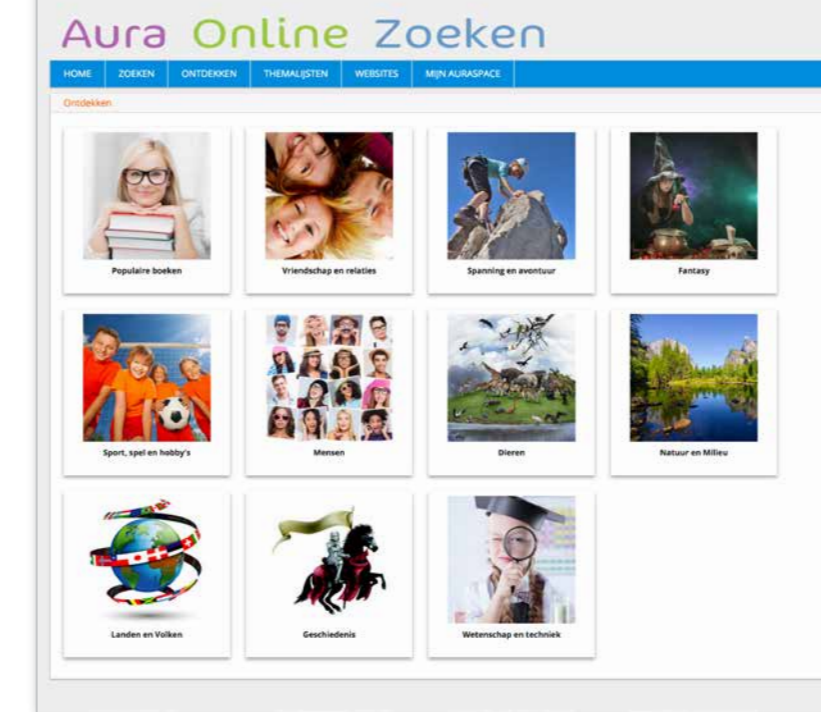 Aura Online Zoeken
HOME ZOEKEN ONTDEKKEN THEMALIJSTEN WEBSITES MIJN AURASPACE
Ontdekken
Populaire boeken Vriendschap en relaties Spanning en avontuur Fantasy
Sport, spel en hobby's Mensen Dieren Natuur en Milieu
Landen en Volken Geschiedenis Wetenschap en techniek